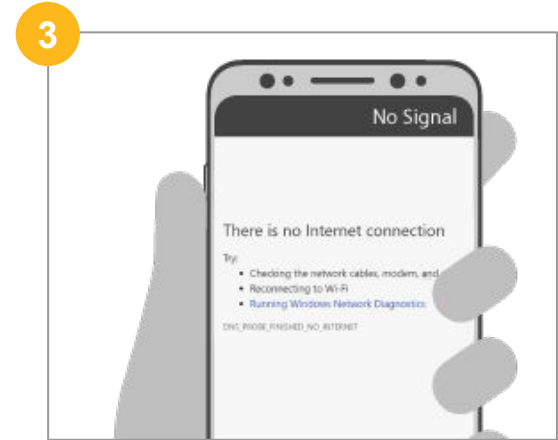 3
No Signal
There is no Internet connection
Try:
• Checking the network cables, modem, and
• Reconnecting to Wi-Fi
• Running Windows Network Diagnostics
DNS_PROBE_FINISHED_NO_INTERNET